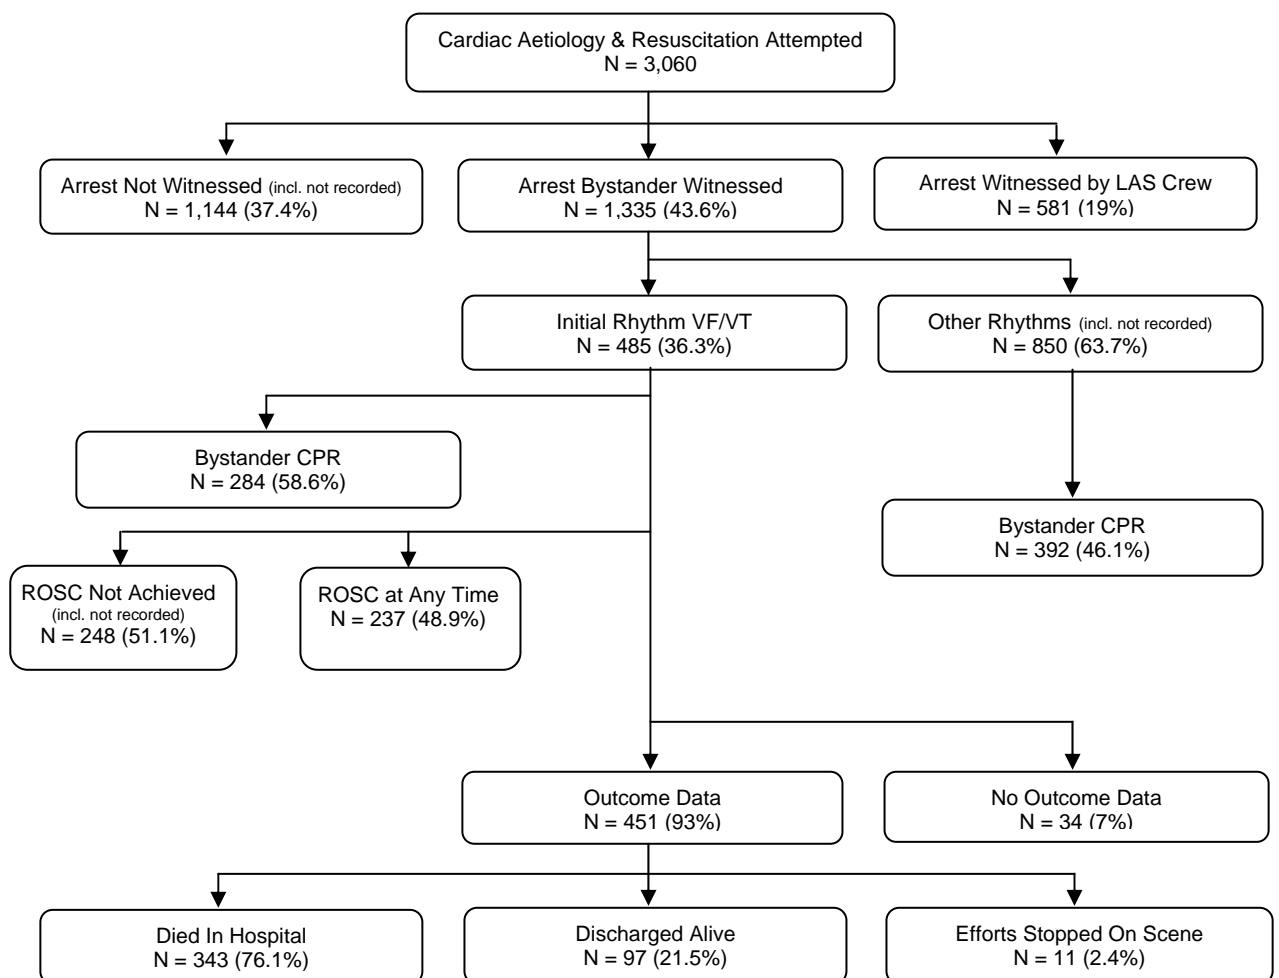 Cardiac Aetiology & Resuscitation Attempted
N = 3,060
Arrest Not Witnessed (incl. not recorded)
N = 1,144 (37.4%)
Arrest Bystander Witnessed
N = 1,335 (43.6%)
Arrest Witnessed by LAS Crew
N = 581 (19%)
Initial Rhythm VF/VT
N = 485 (36.3%)
Other Rhythms (incl. not recorded)
N = 850 (63.7%)
Bystander CPR
N = 284 (58.6%)
Bystander CPR
N = 392 (46.1%)
ROSC Not Achieved
(incl. not recorded)
N = 248 (51.1%)
ROSC at Any Time
N = 237 (48.9%)
Outcome Data
N = 451 (93%)
No Outcome Data
N = 34 (7%)
Died In Hospital
N = 343 (76.1%)
Discharged Alive
N = 97 (21.5%)
Efforts Stopped On Scene
N = 11 (2.4%)